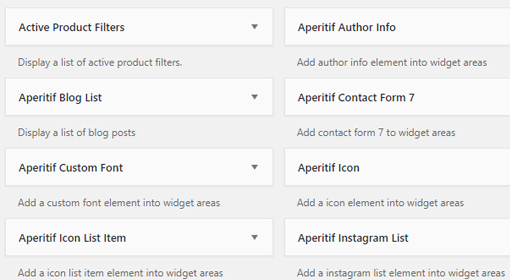 Active Product Filters
Aperitif Author Info
Display a list of active product filters.
Add author info element into widget areas
Aperitif Blog List
Aperitif Contact Form 7
Display a list of blog posts
Add contact form 7 to widget areas
Aperitif Custom Font
Aperitif Icon
Add a custom font element into widget areas
Add a icon element into widget areas
Aperitif Icon List Item
Aperitif Instagram List
Add a icon list item element into widget areas
Add a instagram list element into widget areas